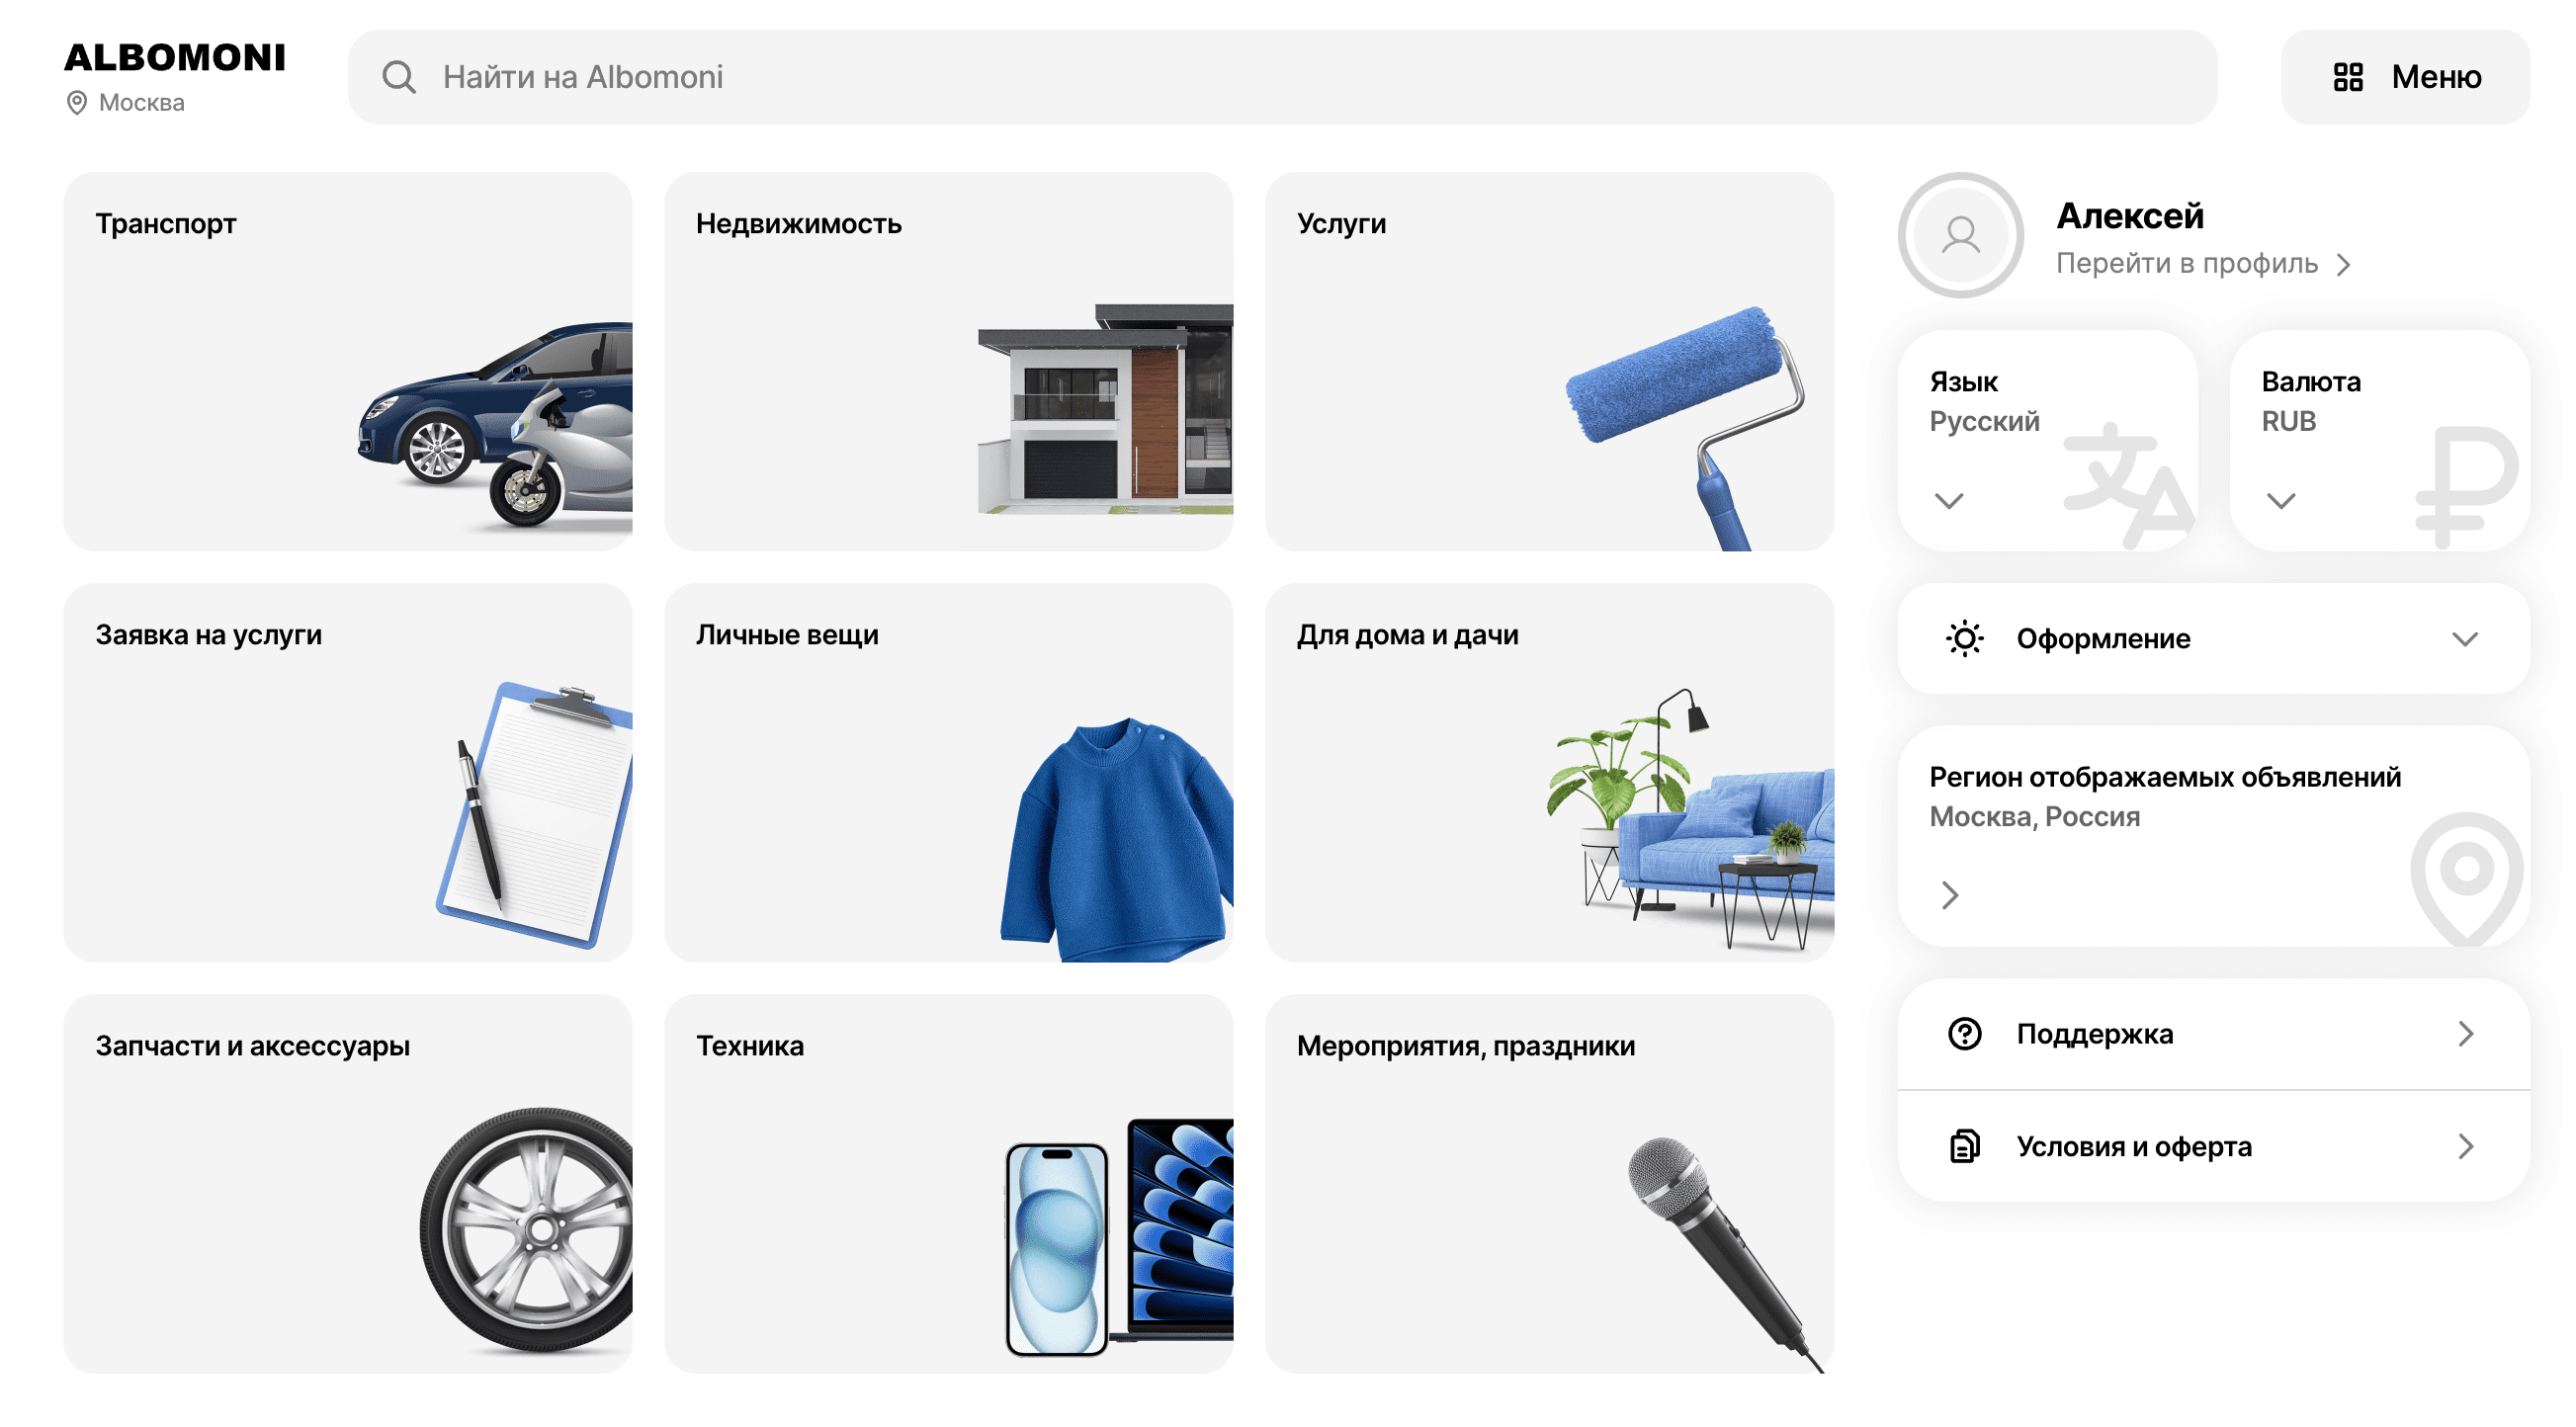 ALBOMONI
Москва
Найти на Albomoni
Меню
Транспорт
Недвижимость
Услуги
Заявка на услуги
Личные вещи
Для дома и дачи
Запчасти и аксессуары
Техника
Мероприятия, праздники
Алексей
Перейти в профиль
Язык
Русский
Валюта
RUB
Оформление
Регион отображаемых объявлений
Москва, Россия
Поддержка
Условия и оферта